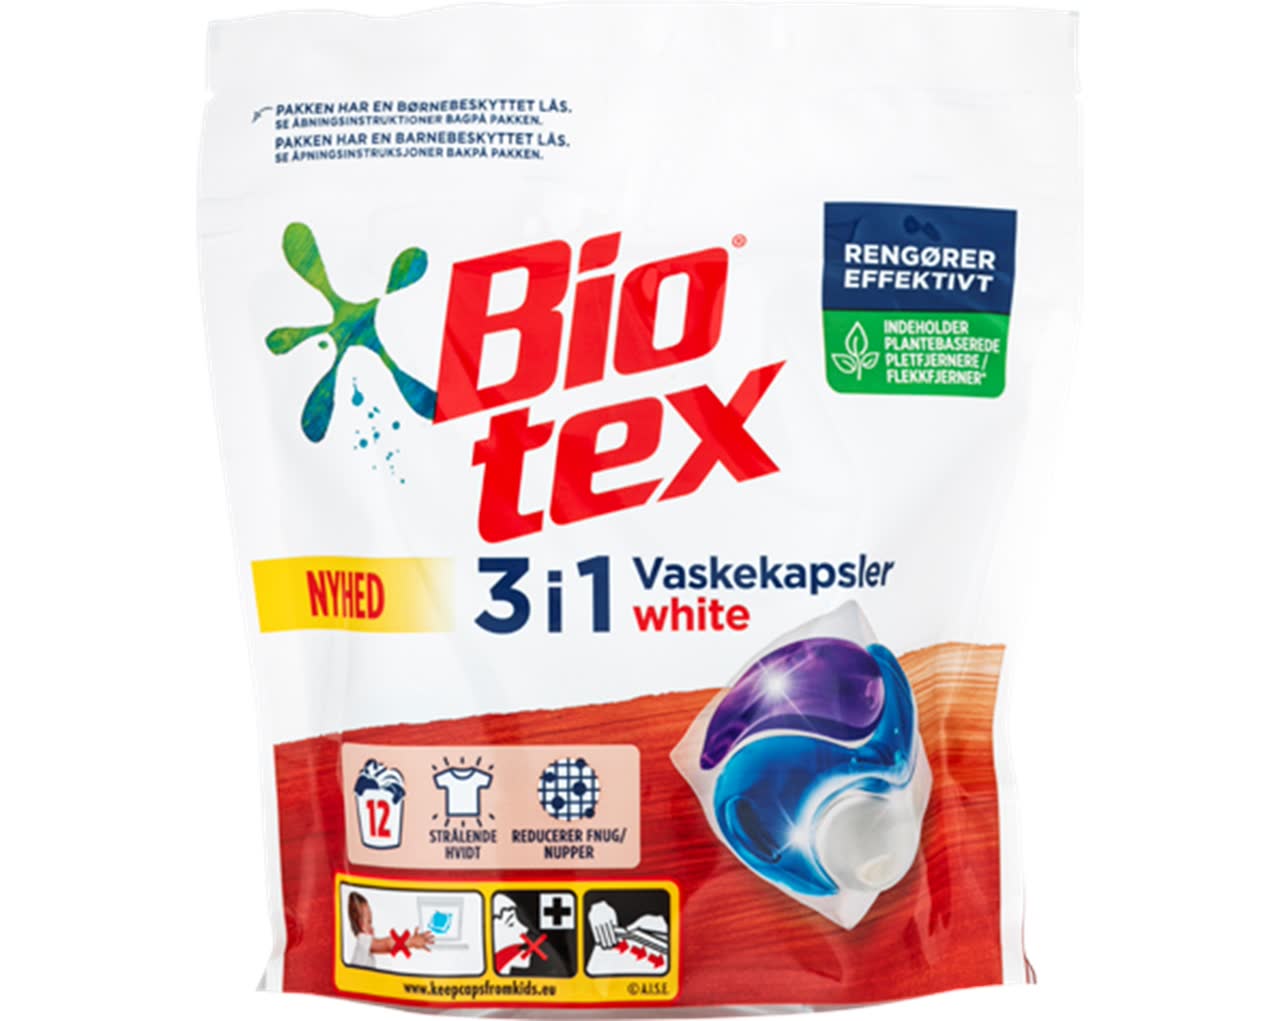 PAKKEN HAR EN BØRNEBESKYTTET LÅS.
SE ÅBNINGSINSTRUKTIONER BAGPÅ PAKKEN.
PAKKEN HAR EN BARNEBESKYTTET LÅS.
SE ÅPNINGSINSTRUKSJONER BAKPÅ PAKKEN.
Bio®
tex
RENGØRER
EFFEKTIVT
INDEHOLDER
PLANTEBASEREDE
PLETFJERNERE/
FLEKKFJERNER*
NYHED
3 i 1 Vaskekapsler
white
12
STRÅLENDE
HVIDT
REDUCERER FNUG/
NUPPER
www.keepcapsfromkids.eu
© A.I.S.E.